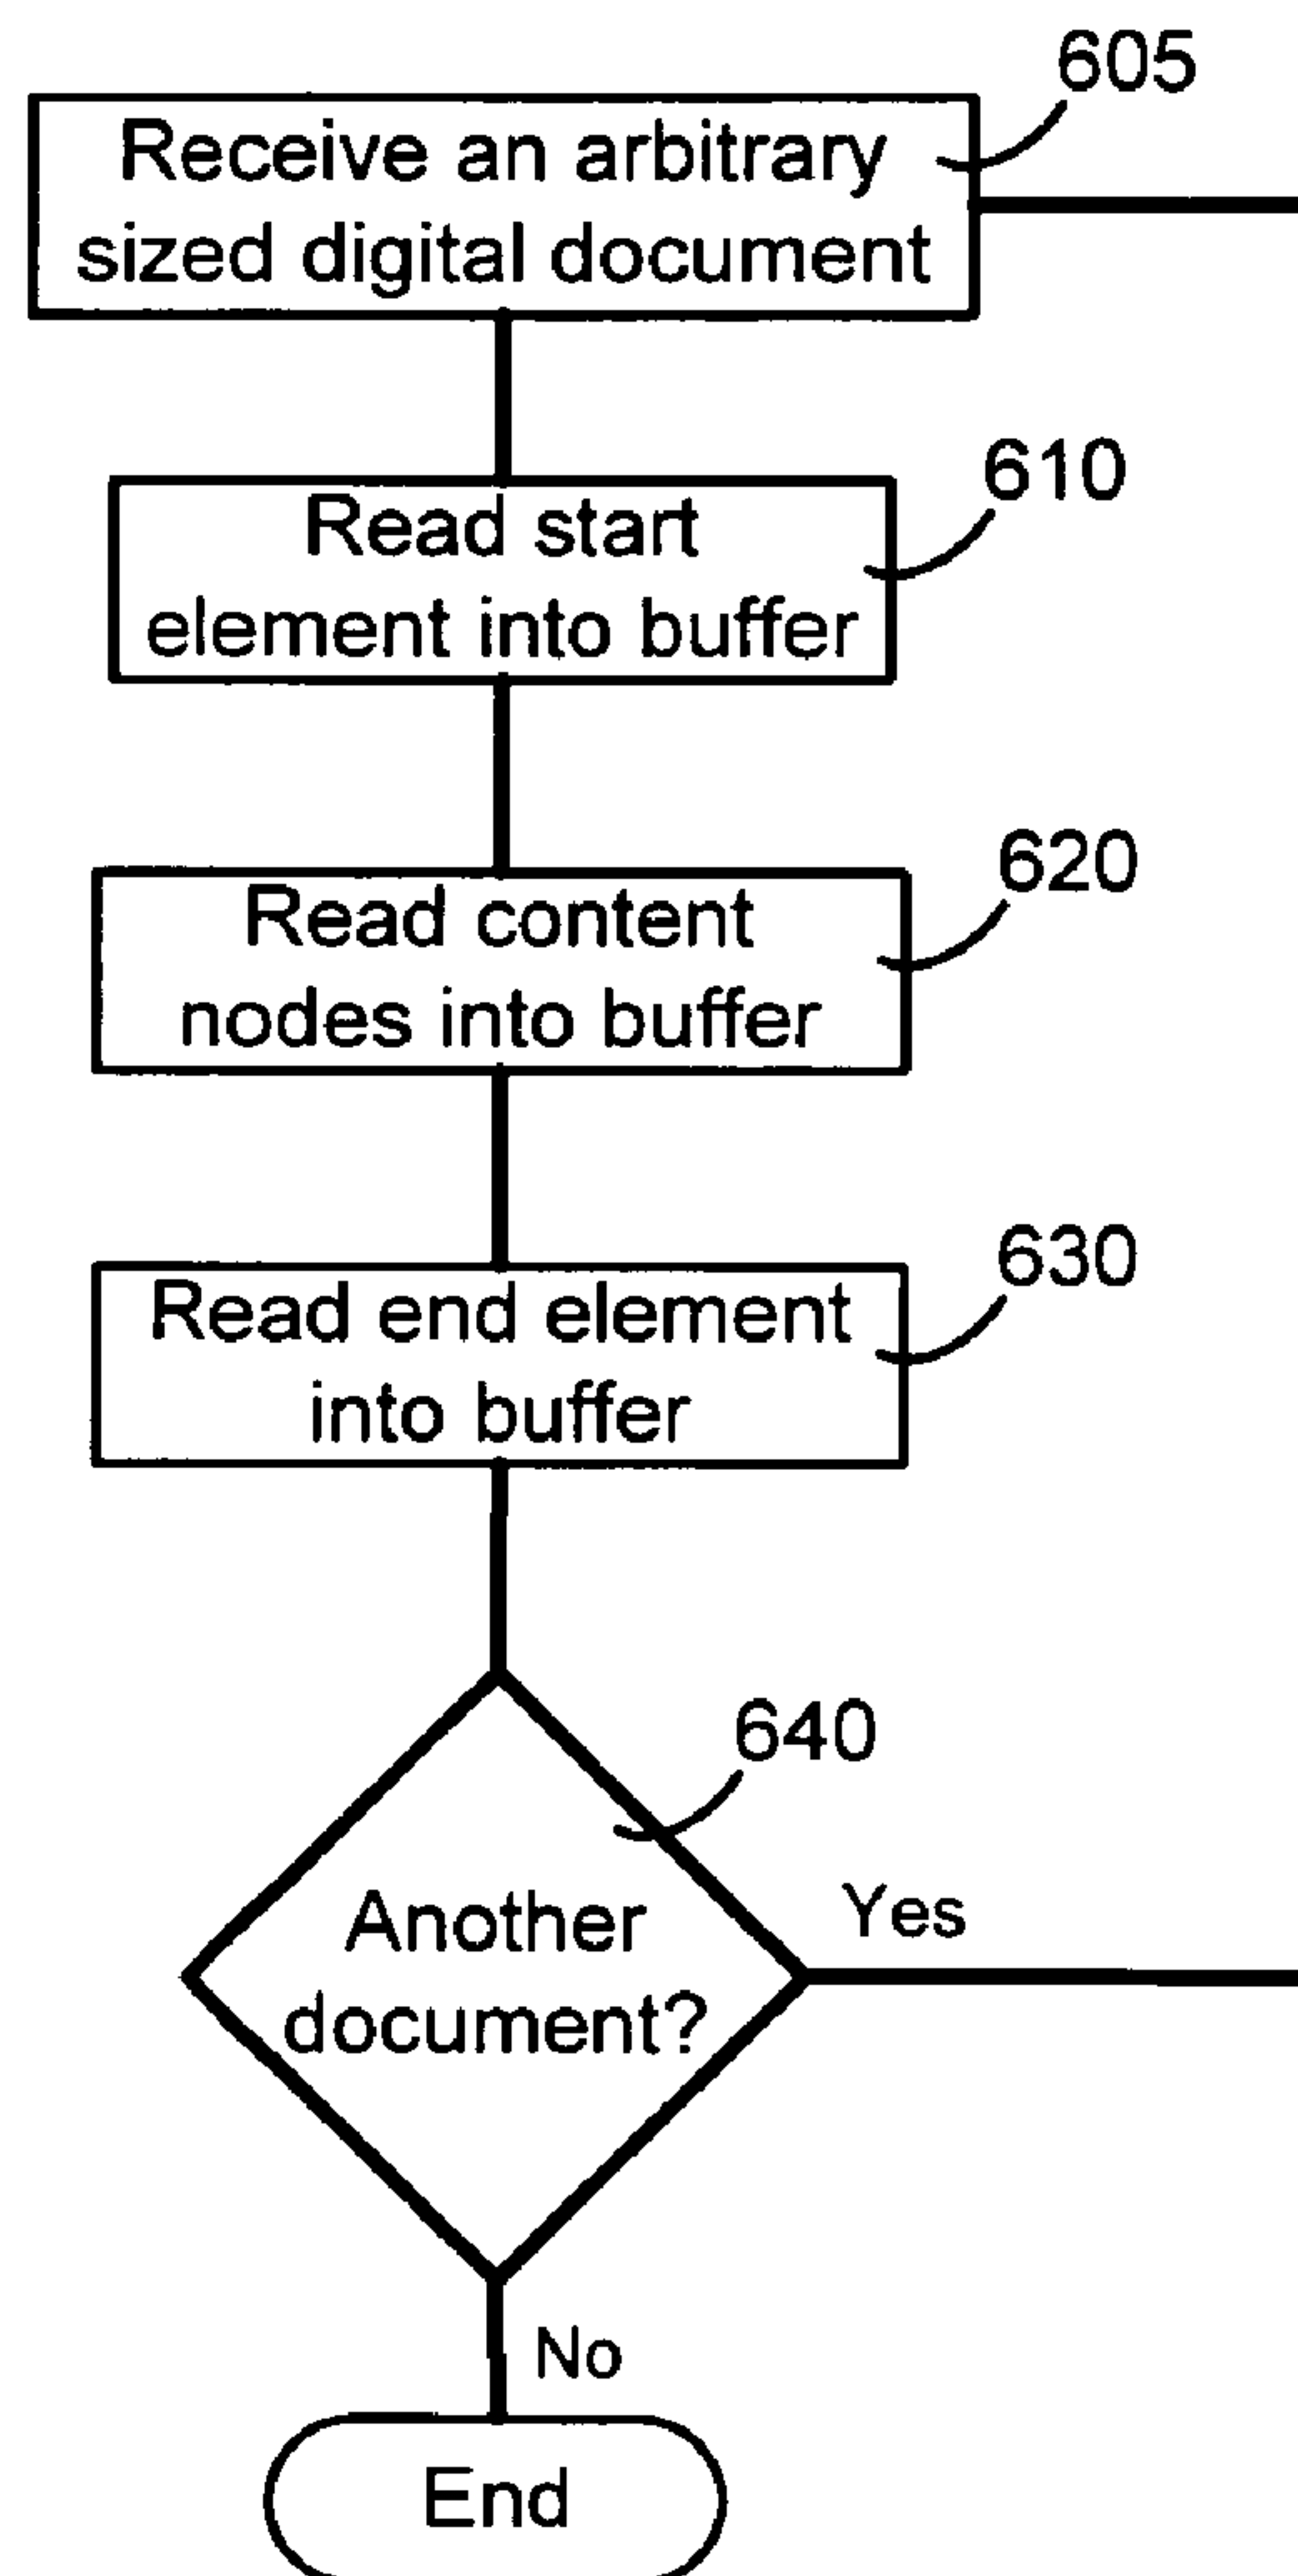 605
Receive an arbitrary
sized digital document
610
Read start
element into buffer
620
Read content
nodes into buffer
630
Read end element
into buffer
640
Another
document?
Yes
No
End